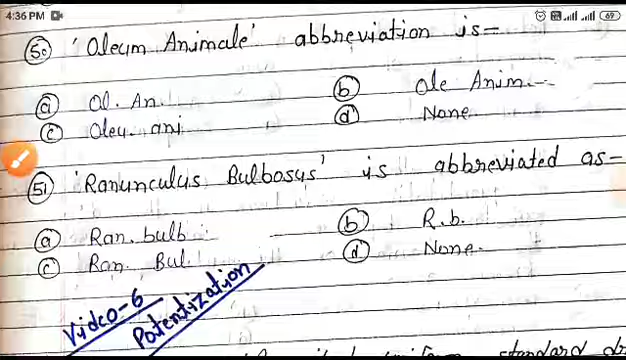 4:36 PM 69
50 'Oleum Animale' abbreviation is-
a Ol. An. b Ole Anim.-
c Oleu. ani d None
51 'Ranunculus Bulbosus' is abbreviated as-
a Ran. bulb b R.b.
c Ran. Bul. d None.
Video-6
Potentization
standard